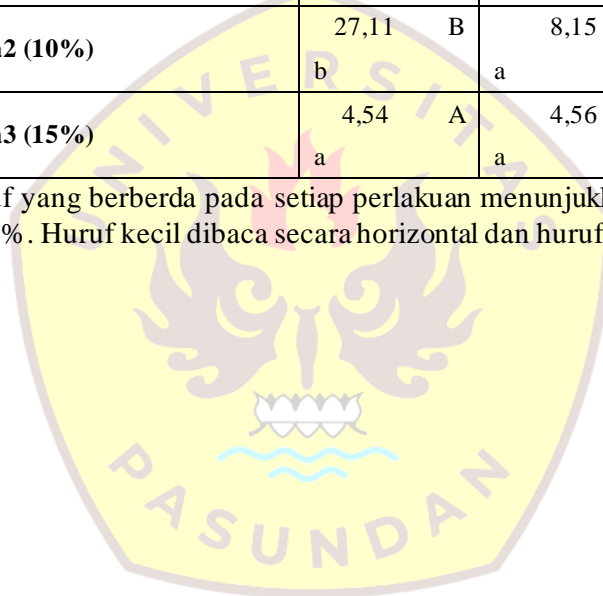 a2 (10%) 27,11 B 8,15
b a
a3 (15%) 4,54 A 4,56
a a
yang berberda pada setiap perlakuan
%. Huruf kecil dibaca secara horizontal dan huruf
UNIVERSITAS
PASUNDAN